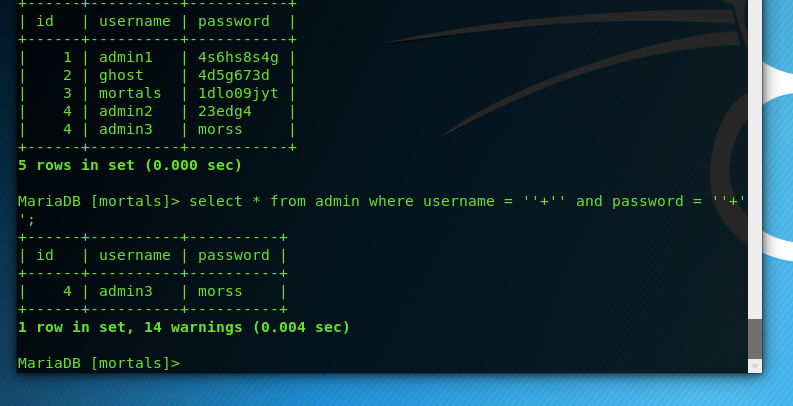 +------+----------+-----------+
| id   | username | password  |
+------+----------+-----------+
|    1 | admin1   | 4s6hs8s4g |
|    2 | ghost    | 4d5g673d  |
|    3 | mortals  | 1dlo09jyt |
|    4 | admin2   | 23edg4    |
|    4 | admin3   | morss     |
+------+----------+-----------+
5 rows in set (0.000 sec)
MariaDB [mortals]> select * from admin where username = ''+'' and password = ''+'
';
+------+----------+----------+
| id   | username | password |
+------+----------+----------+
|    4 | admin3   | morss    |
+------+----------+----------+
1 row in set, 14 warnings (0.004 sec)
MariaDB [mortals]>